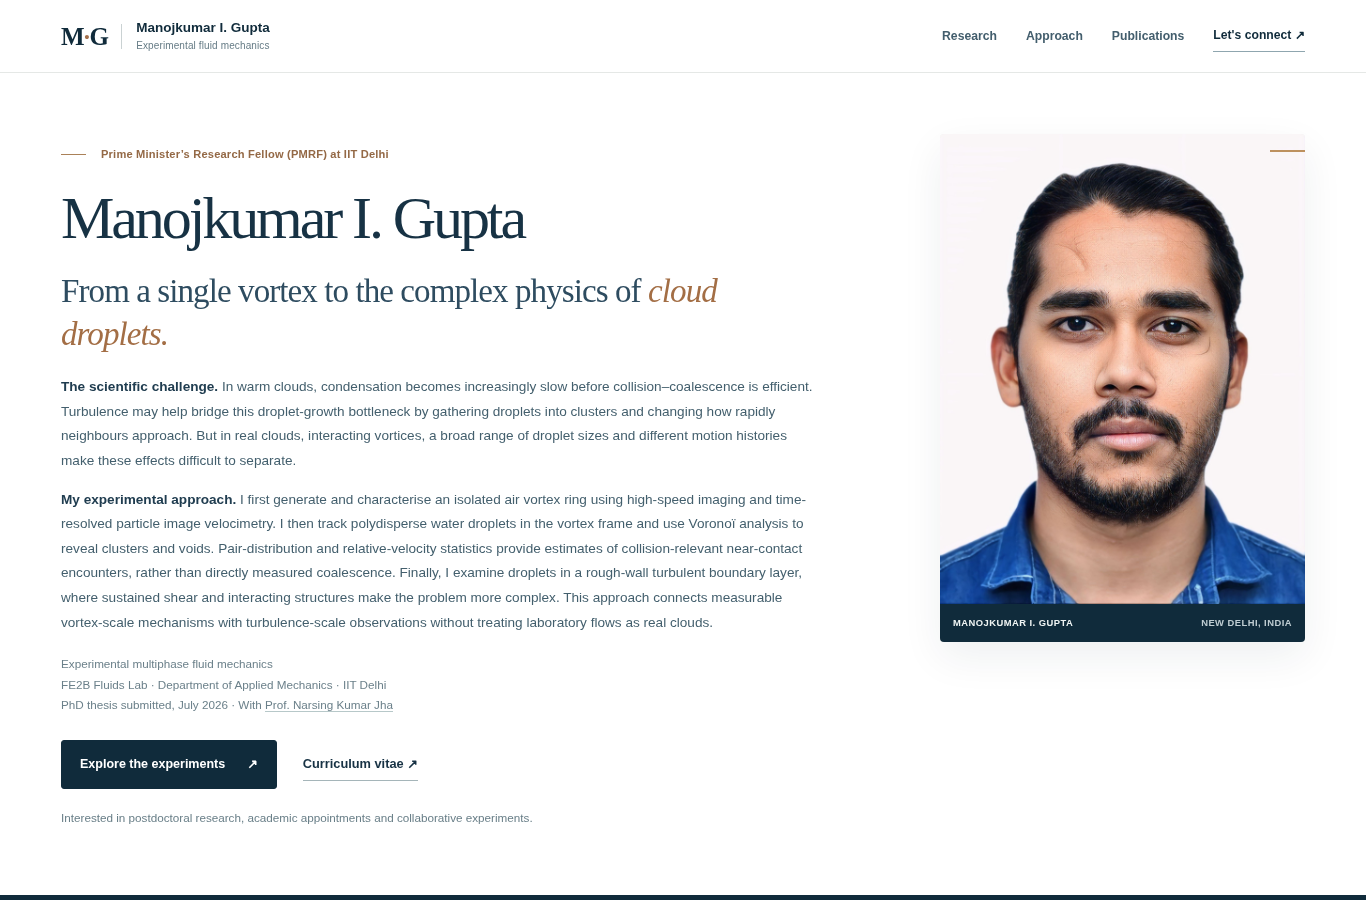 M·G
Manojkumar I. Gupta
Experimental fluid mechanics
Research
Approach
Publications
Let's connect ↗
Prime Minister’s Research Fellow (PMRF) at IIT Delhi
Manojkumar I. Gupta
From a single vortex to the complex physics of cloud
droplets.
The scientific challenge. In warm clouds, condensation becomes increasingly slow before collision–coalescence is efficient.
Turbulence may help bridge this droplet-growth bottleneck by gathering droplets into clusters and changing how rapidly
neighbours approach. But in real clouds, interacting vortices, a broad range of droplet sizes and different motion histories
make these effects difficult to separate.
My experimental approach. I first generate and characterise an isolated air vortex ring using high-speed imaging and time-
resolved particle image velocimetry. I then track polydisperse water droplets in the vortex frame and use Voronoï analysis to
reveal clusters and voids. Pair-distribution and relative-velocity statistics provide estimates of collision-relevant near-contact
encounters, rather than directly measured coalescence. Finally, I examine droplets in a rough-wall turbulent boundary layer,
where sustained shear and interacting structures make the problem more complex. This approach connects measurable
vortex-scale mechanisms with turbulence-scale observations without treating laboratory flows as real clouds.
Experimental multiphase fluid mechanics
FE2B Fluids Lab · Department of Applied Mechanics · IIT Delhi
PhD thesis submitted, July 2026 · With Prof. Narsing Kumar Jha
Explore the experiments ↗
Curriculum vitae ↗
Interested in postdoctoral research, academic appointments and collaborative experiments.
MANOJKUMAR I. GUPTA
NEW DELHI, INDIA